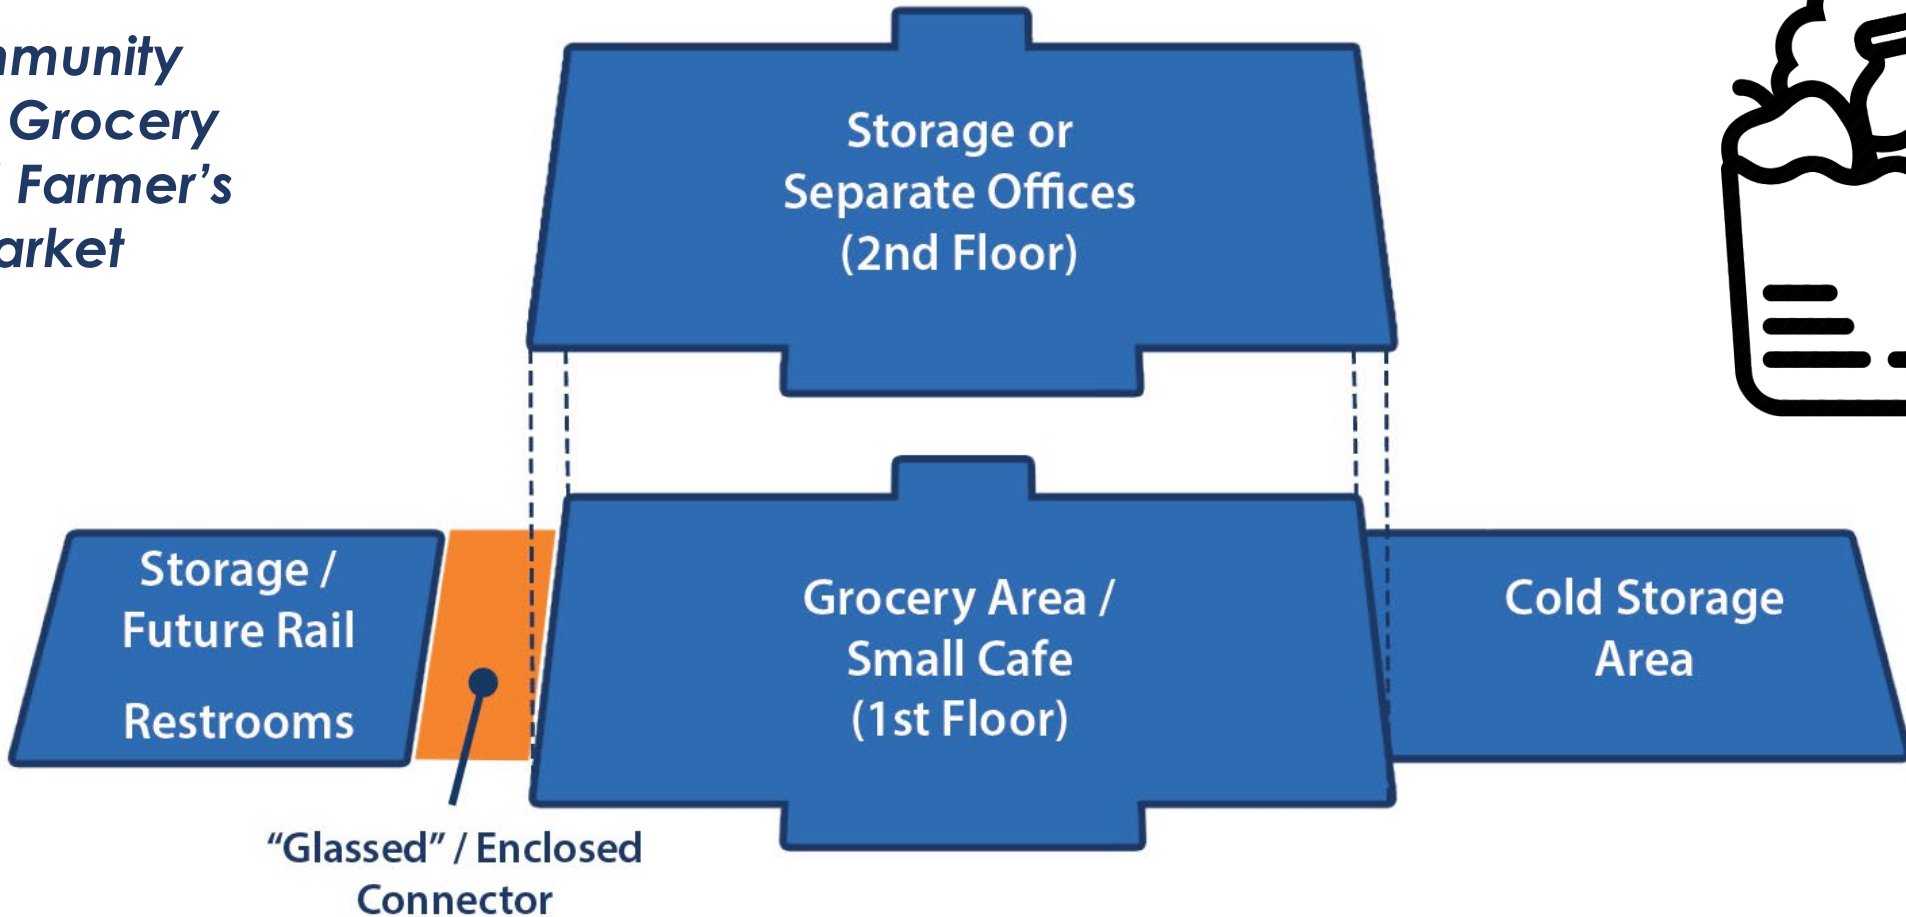 Grocery
Farmer's
Storage or
Separate Offices
(2nd Floor)
Storage /
Future Rail
Restrooms
Grocery Area /
Small Cafe
(1st Floor)
Cold Storage
Area
“Glassed” / Enclosed
Connector